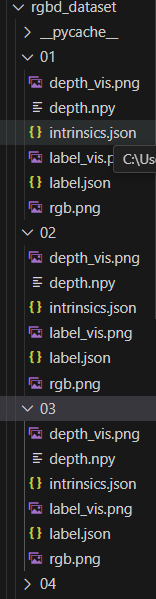 rgbd_dataset
__pycache__
01
depth_vis.png
depth.npy
intrinsics.json
label_vis.p
C:\Use
label.json
rgb.png
02
depth_vis.png
depth.npy
intrinsics.json
label_vis.png
label.json
rgb.png
03
depth_vis.png
depth.npy
intrinsics.json
label_vis.png
label.json
rgb.png
04